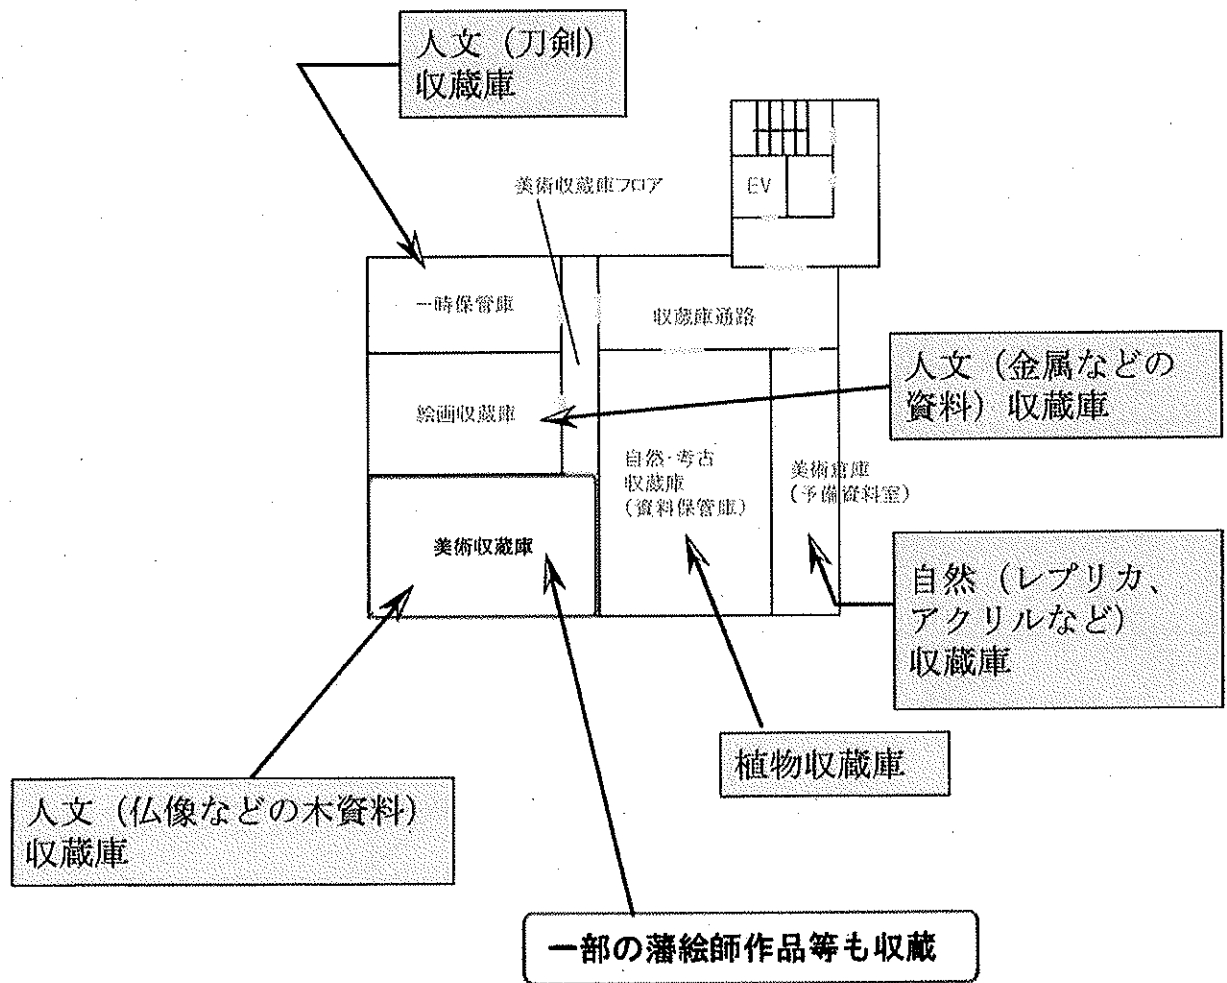 人文（刀剣）
収蔵庫
美術収蔵庫フロア
EV
一時保管庫
収蔵庫通路
人文（金属などの
資料）収蔵庫
絵画収蔵庫
自然・考古
収蔵庫
（資料保管庫）
美術倉庫
（予備資料室）
美術収蔵庫
自然（レプリカ、
アクリルなど）
収蔵庫
植物収蔵庫
人文（仏像などの木資料）
収蔵庫
一部の藩絵師作品等も収蔵